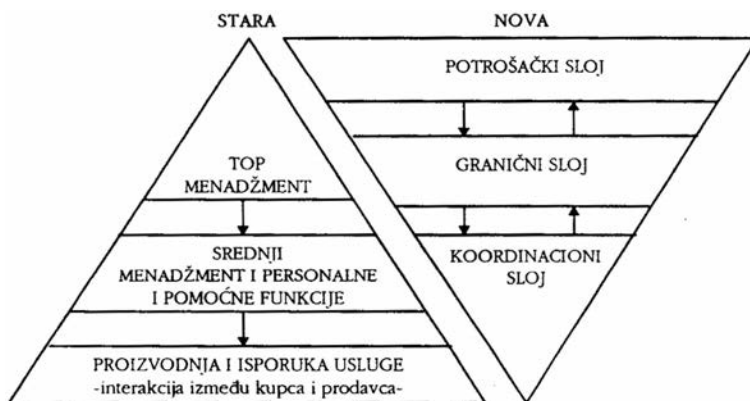 STARA
TOP
MENADŽMENT
SREDNJI
MENADŽMENT I PERSONALNE
I POMOĆNE FUNKCIJE
PROIZVODNJA I ISPORUKA USLUGE
-interakcija između kupca i prodavca-
NOVA
POTROŠAČKI SLOJ
GRANIČNI SLOJ
KOORDINACIONI
SLOJ